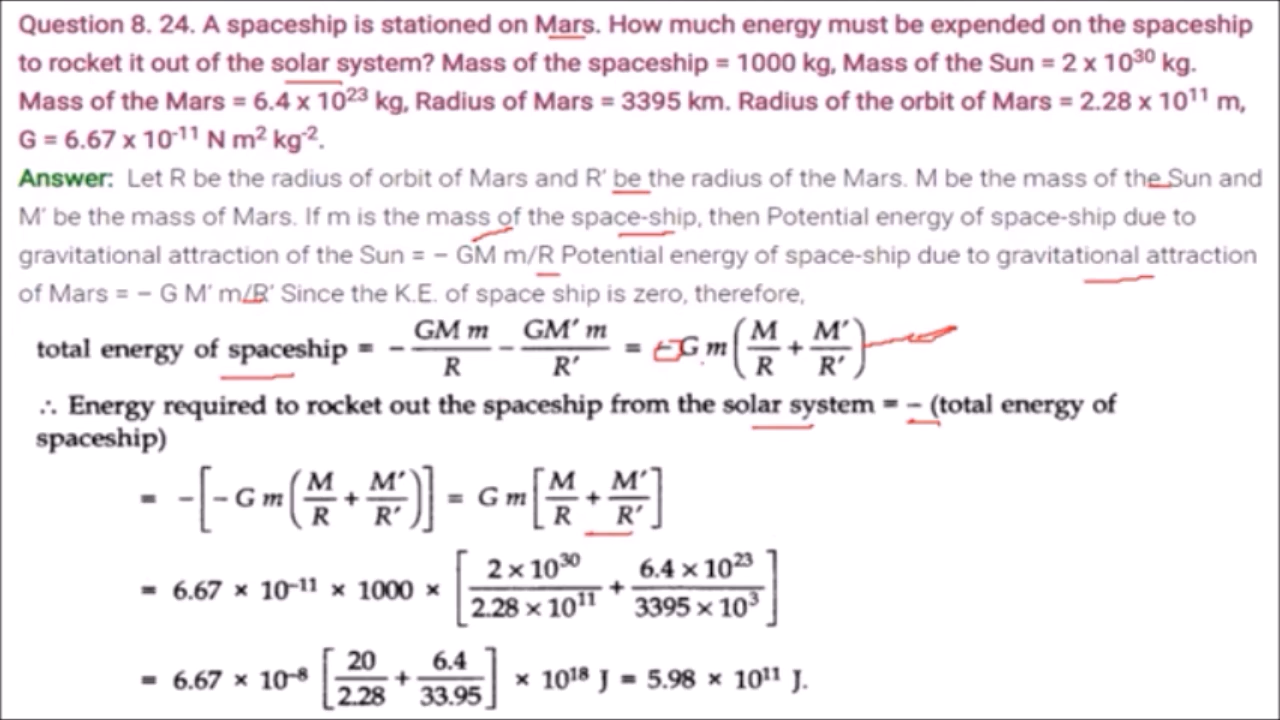 Question 8. 24. A spaceship is stationed on Mars. How much energy must be expended on the spaceship
to rocket it out of the solar system? Mass of the spaceship = 1000 kg, Mass of the Sun = 2 x 10³⁰ kg.
Mass of the Mars = 6.4 x 10²³ kg, Radius of Mars = 3395 km. Radius of the orbit of Mars = 2.28 x 10¹¹ m,
G = 6.67 x 10⁻¹¹ N m² kg⁻².
Answer: Let R be the radius of orbit of Mars and R' be the radius of the Mars. M be the mass of the Sun and
M' be the mass of Mars. If m is the mass of the space-ship, then Potential energy of space-ship due to
gravitational attraction of the Sun = − GM m/R Potential energy of space-ship due to gravitational attraction
of Mars = − G M' m/R' Since the K.E. of space ship is zero, therefore,
total energy of spaceship = − GM m / R − GM' m / R' = − G m (M/R + M'/R')
∴ Energy required to rocket out the spaceship from the solar system = − (total energy of
spaceship)
= −[− G m (M/R + M'/R')] = G m [M/R + M'/R']
= 6.67 × 10⁻¹¹ × 1000 × [2 × 10³⁰ / 2.28 × 10¹¹ + 6.4 × 10²³ / 3395 × 10³]
= 6.67 × 10⁻⁸ [20/2.28 + 6.4/33.95] × 10¹⁸ J = 5.98 × 10¹¹ J.